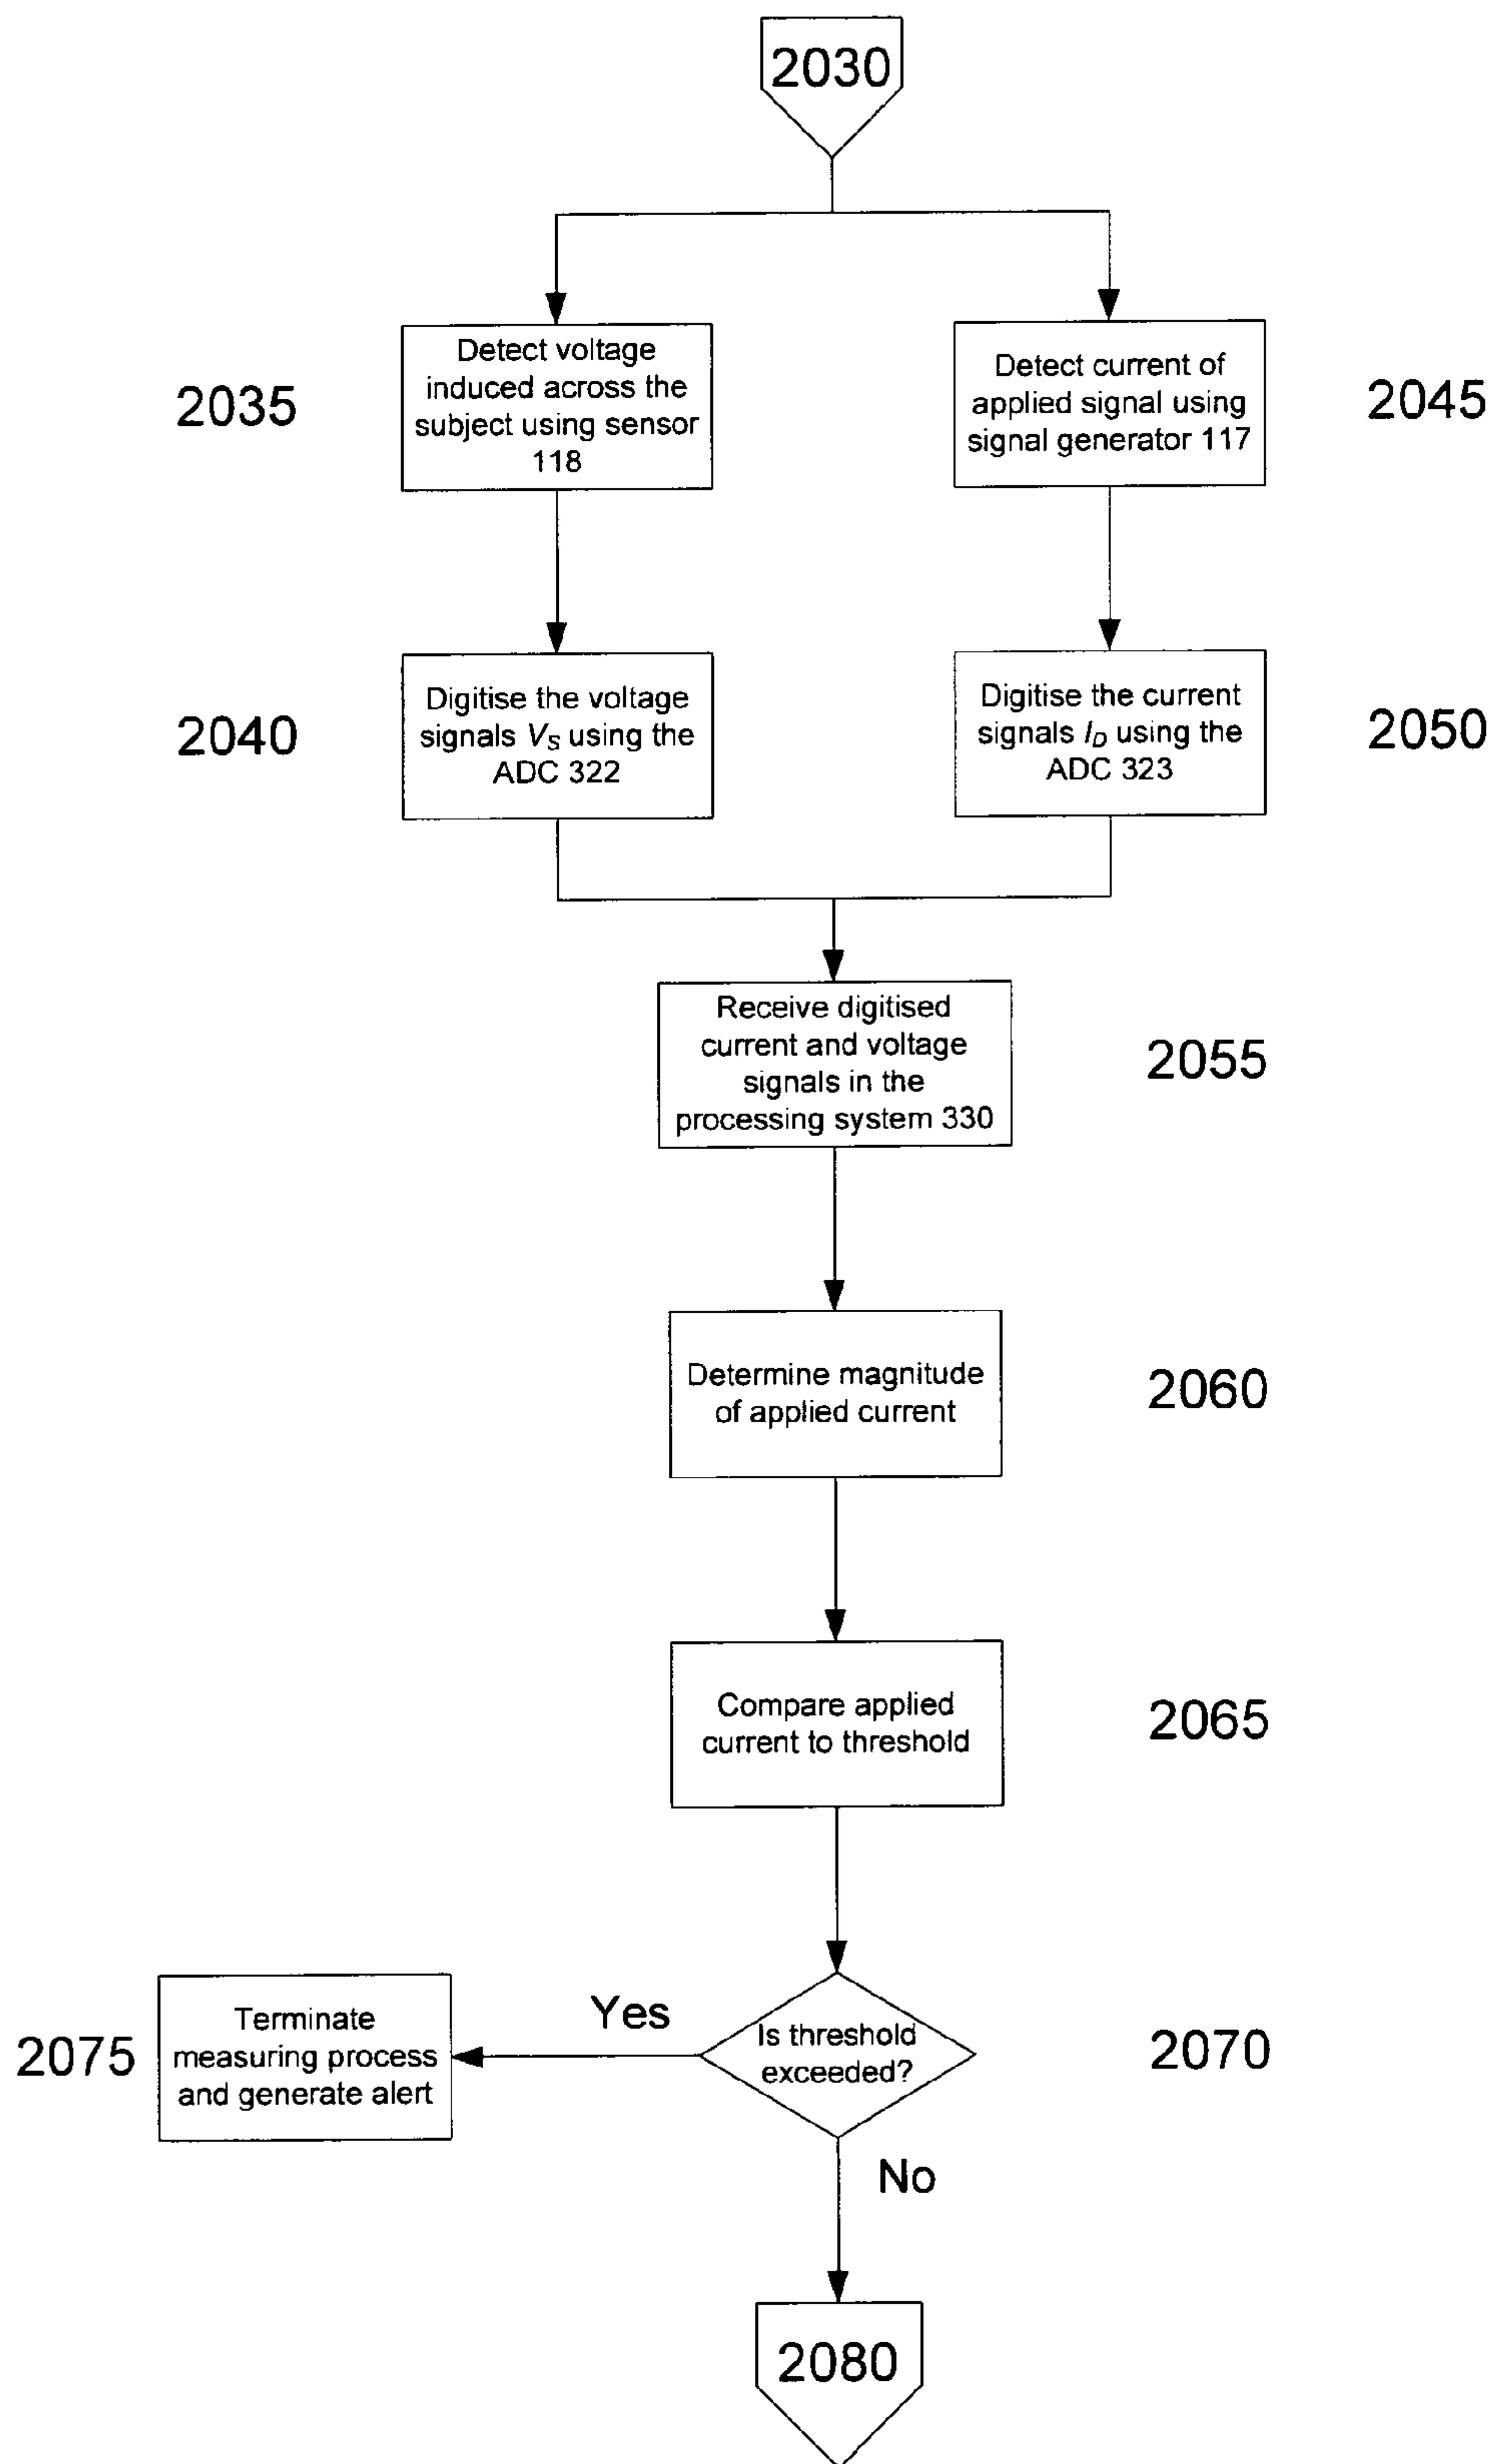 2030
2035
Detect voltage
induced across the
subject using sensor
118
Detect current of
applied signal using
signal generator 117
2045
2040
Digitise the voltage
signals VS using the
ADC 322
Digitise the current
signals ID using the
ADC 323
2050
Receive digitised
current and voltage
signals in the
processing system 330
2055
Determine magnitude
of applied current
2060
Compare applied
current to threshold
2065
2075
Terminate
measuring process
and generate alert
Yes
Is threshold
exceeded?
2070
No
2080